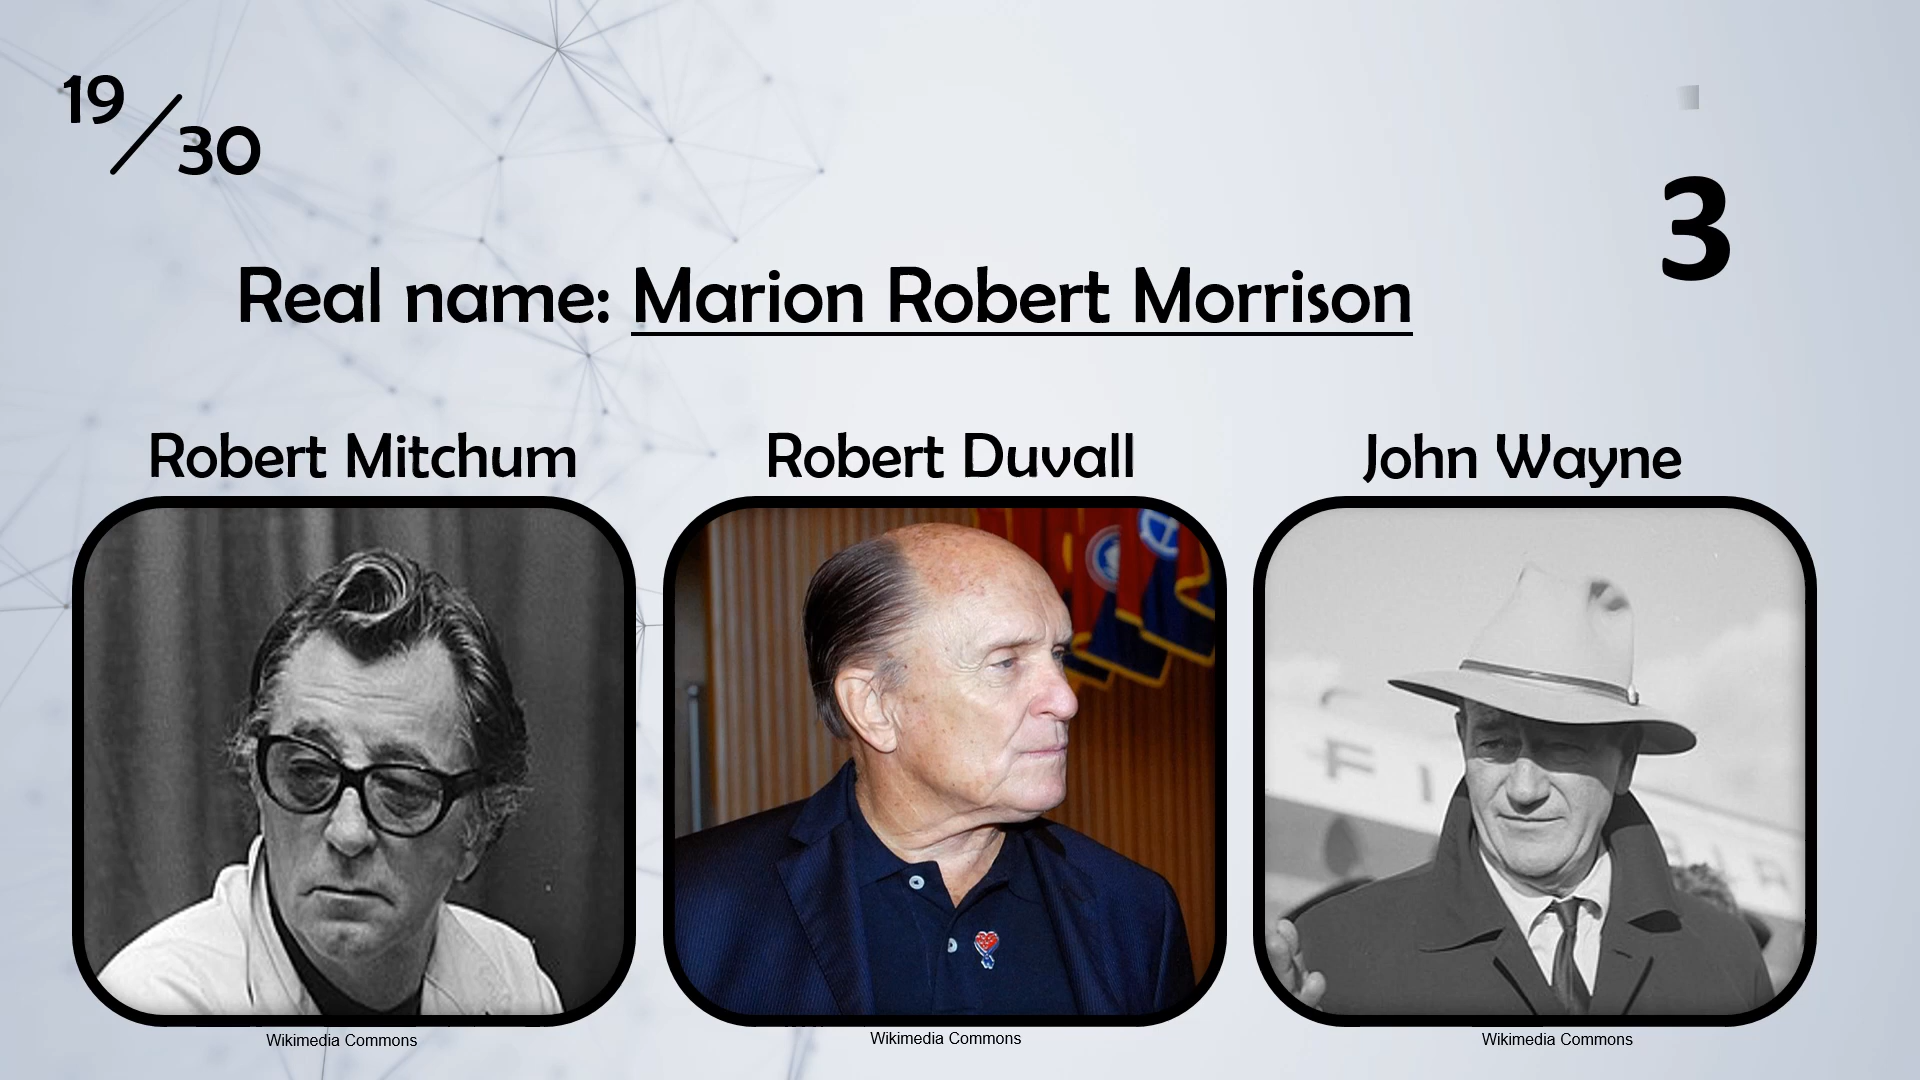 19/30
3
Real name: Marion Robert Morrison
Robert Mitchum
Robert Duvall
John Wayne
F I
Wikimedia Commons
Wikimedia Commons
Wikimedia Commons